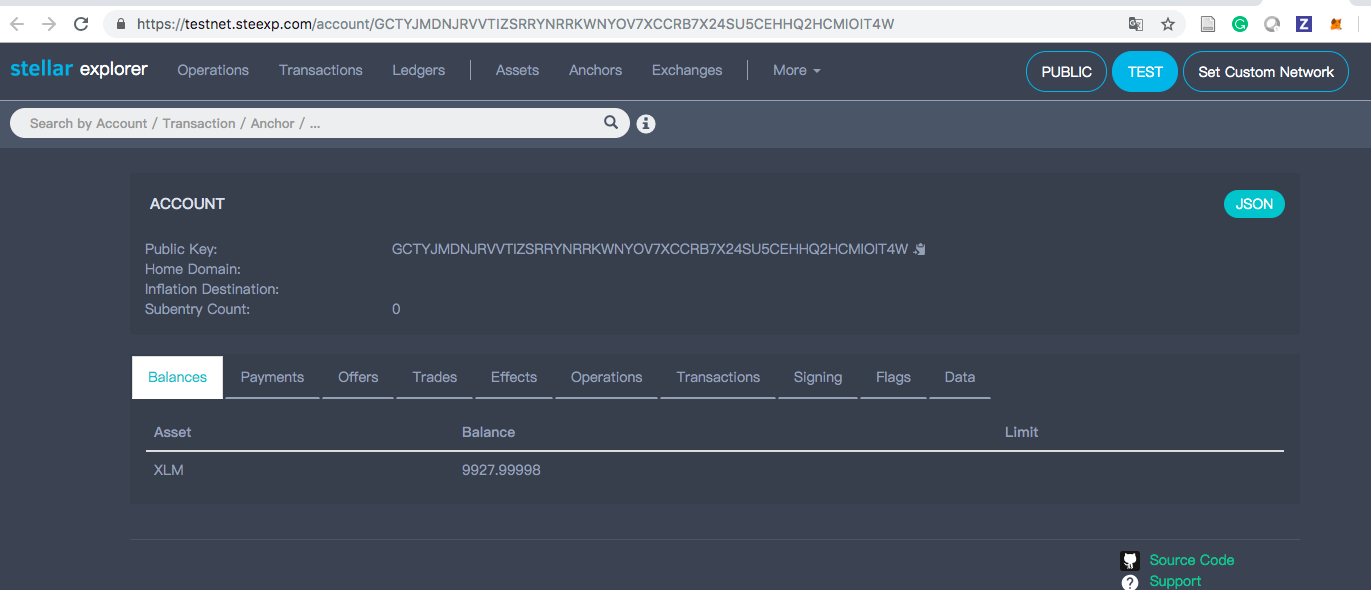 https://testnet.steexp.com/account/GCTYJMDNJRVVTIZSRRYNRRKWNYOV7XCCRB7X24SU5CEHHQ2HCMIOIT4W
stellar explorer Operations Transactions Ledgers Assets Anchors Exchanges More PUBLIC TEST Set Custom Network
Search by Account / Transaction / Anchor / ...
ACCOUNT JSON
Public Key: GCTYJMDNJRVVTIZSRRYNRRKWNYOV7XCCRB7X24SU5CEHHQ2HCMIOIT4W
Home Domain:
Inflation Destination:
Subentry Count: 0
Balances Payments Offers Trades Effects Operations Transactions Signing Flags Data
Asset Balance Limit
XLM 9927.99998
Source Code
Support